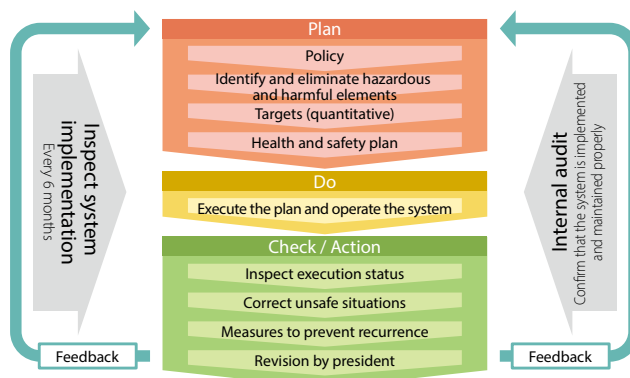 Plan
Policy
Identify and eliminate hazardous
and harmful elements
Targets (quantitative)
Health and safety plan
Do
Execute the plan and operate the system
Check / Action
Inspect execution status
Correct unsafe situations
Measures to prevent recurrence
Revision by president
Inspect system
implementation
Every 6 months
Feedback
Internal audit
Confirm that the system is implemented
and maintained properly
Feedback